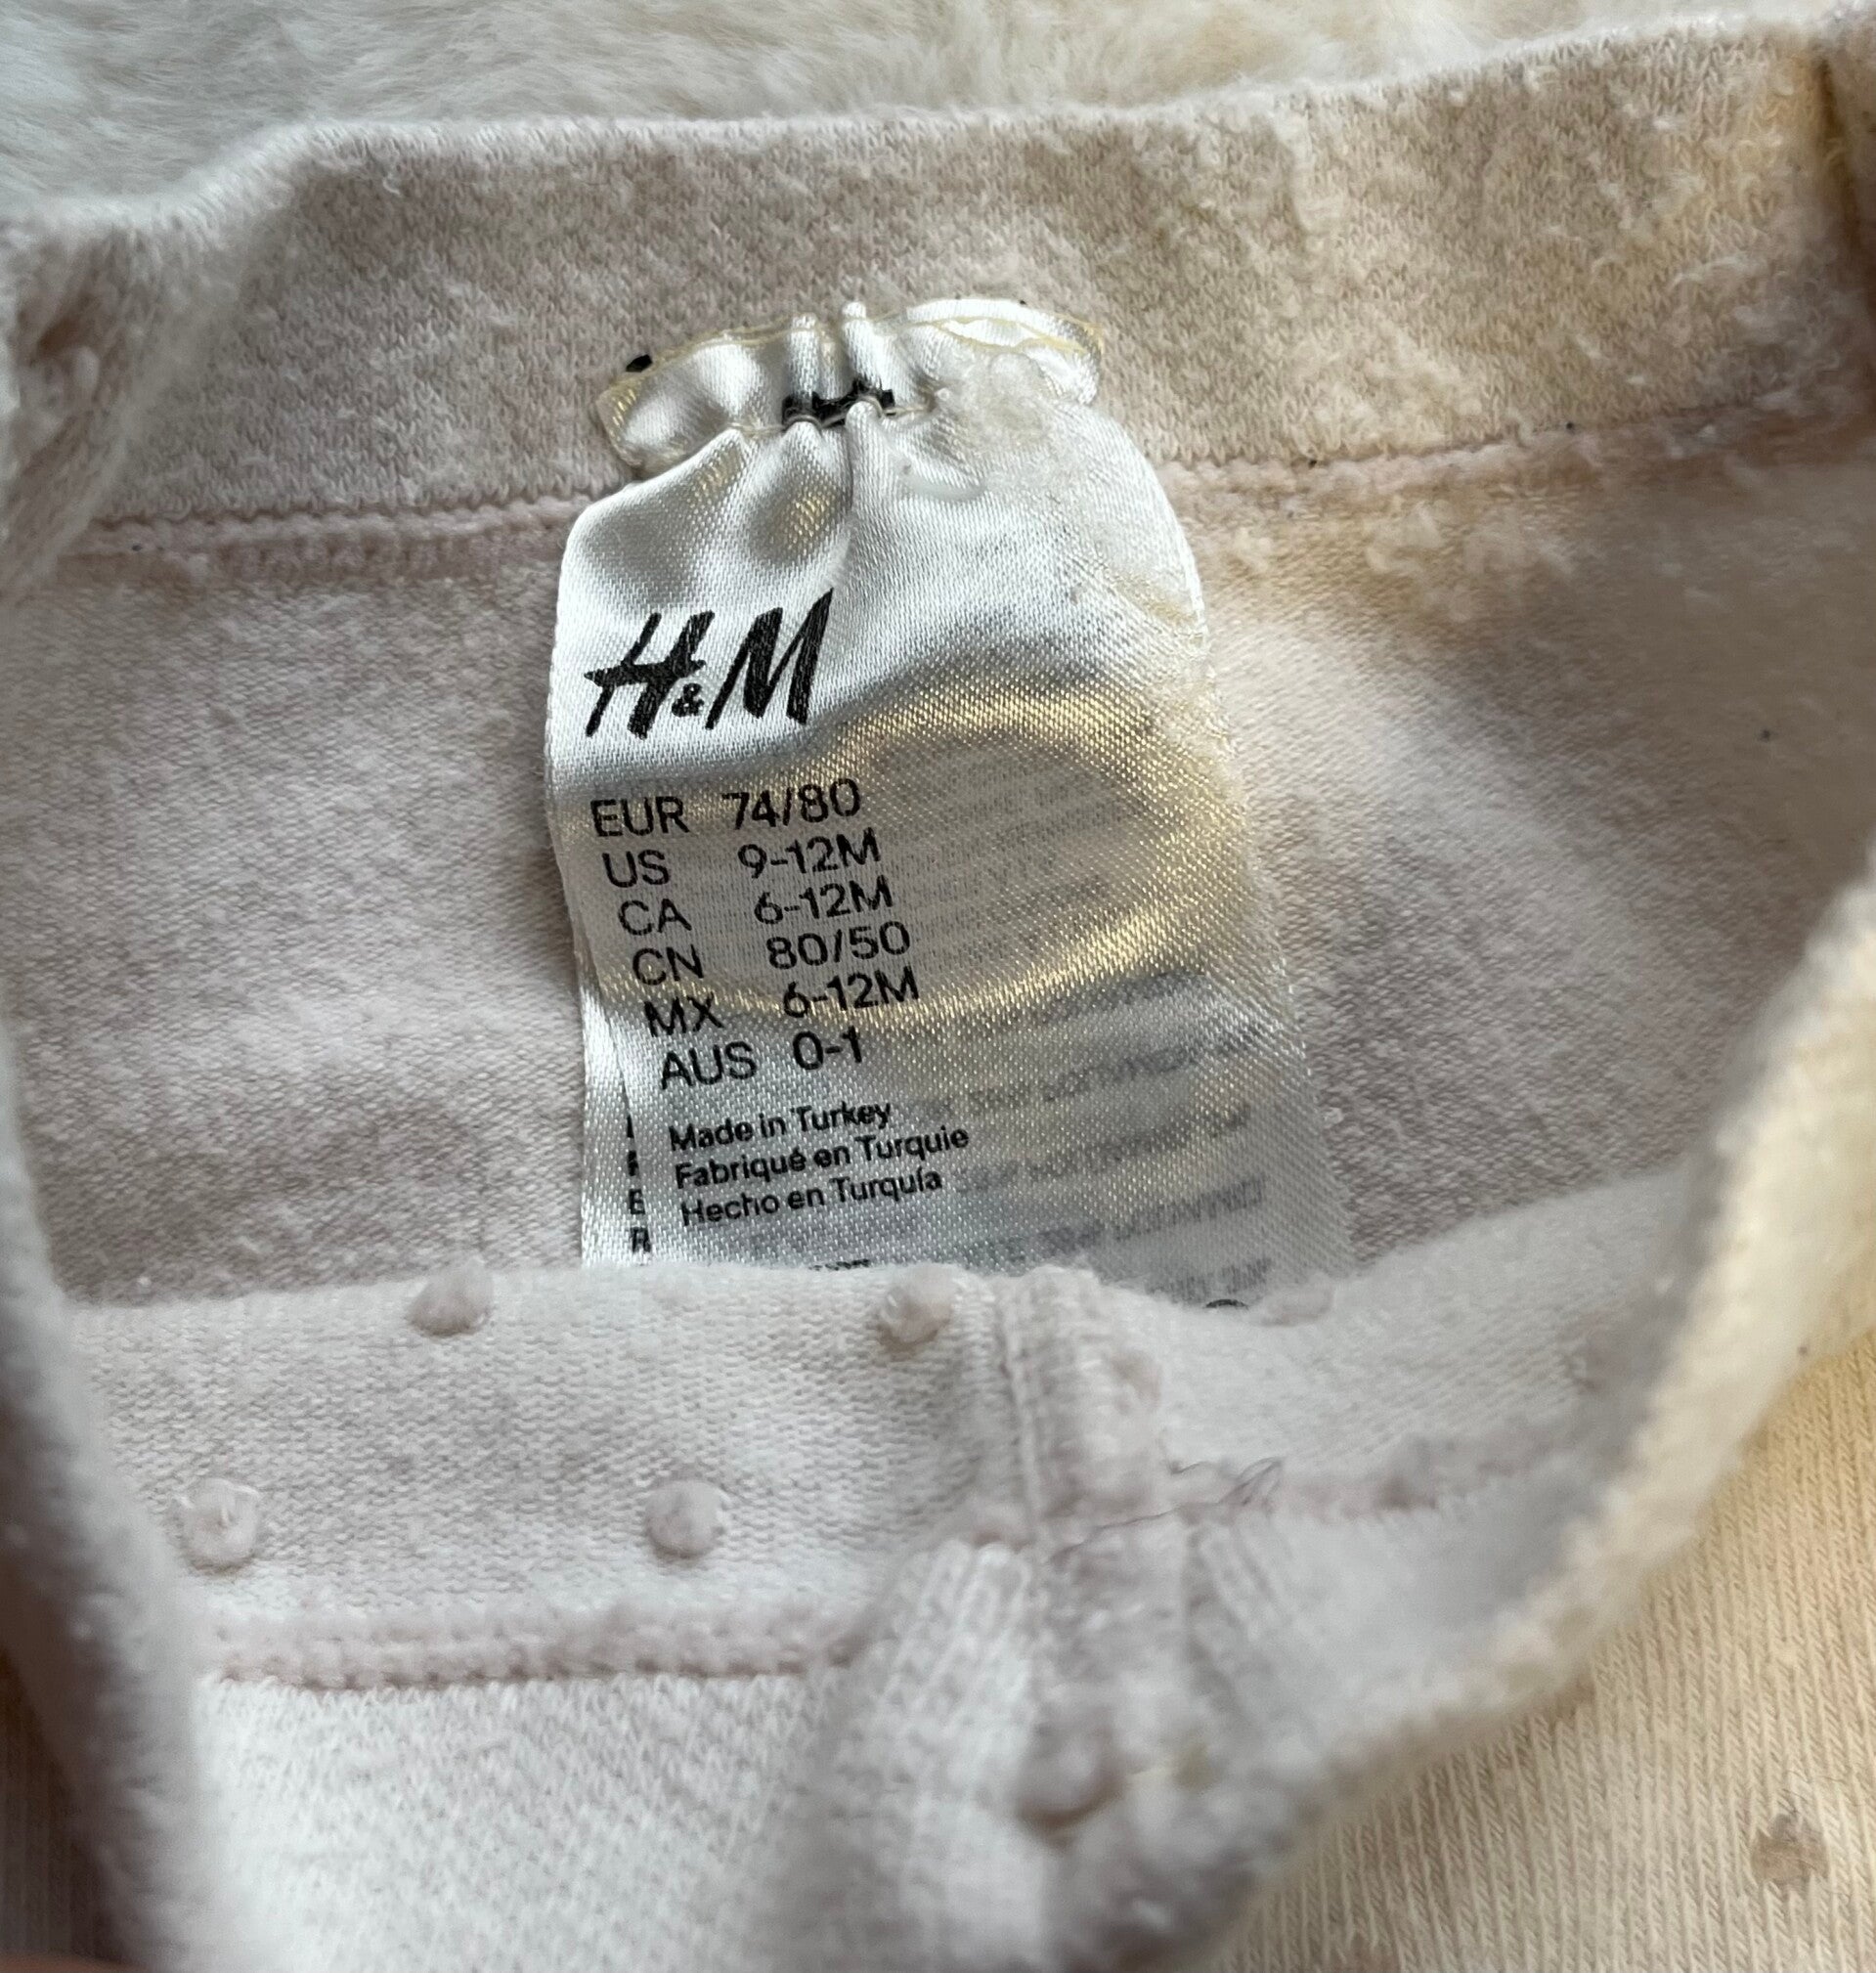 H&M
EUR 74/80
US 9-12M
CA 6-12M
CN 80/50
MX 6-12M
AUS 0-1
Made in Turkey
Fabriqué en Turquie
Hecho en Turquía